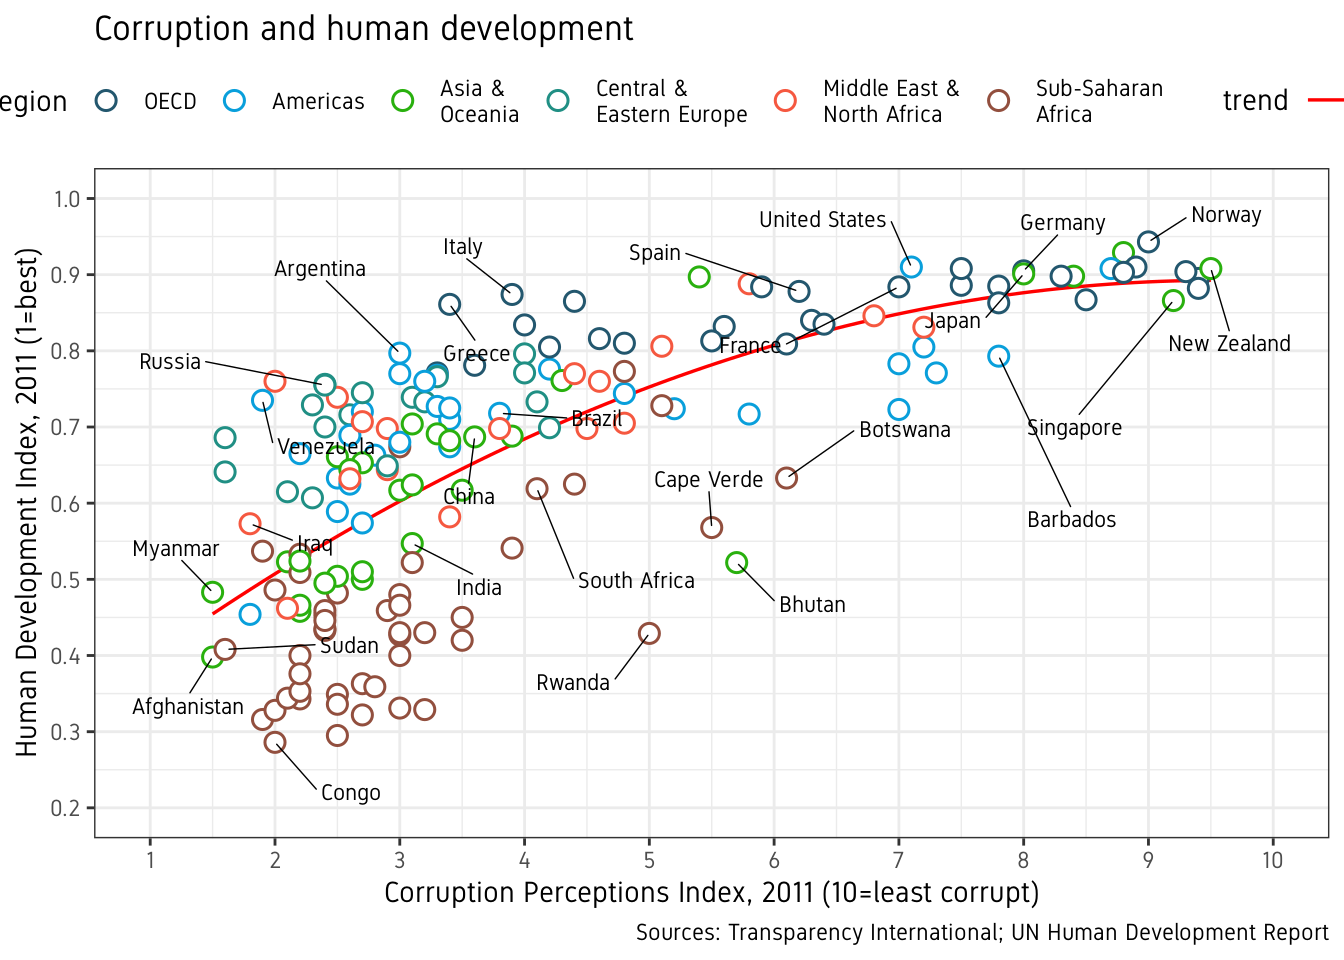 Corruption and human development
egion
OECD
Americas
Asia &
Oceania
Central &
Eastern Europe
Middle East &
North Africa
Sub-Saharan
Africa
trend
Human Development Index, 2011 (1=best)
1.0
0.9
0.8
0.7
0.6
0.5
0.4
0.3
0.2
Norway
United States
Germany
Italy
Spain
Argentina
Japan
France
New Zealand
Greece
Russia
Brazil
Singapore
Botswana
Venezuela
Cape Verde
China
Barbados
Iraq
Myanmar
South Africa
India
Bhutan
Sudan
Rwanda
Afghanistan
Congo
1
2
3
4
5
6
7
8
9
10
Corruption Perceptions Index, 2011 (10=least corrupt)
Sources: Transparency International; UN Human Development Report